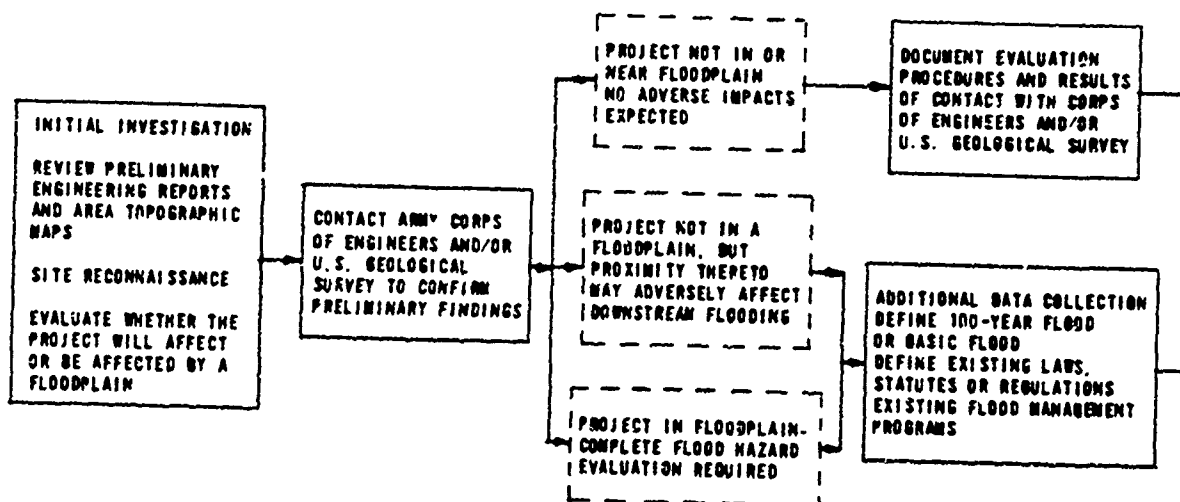 INITIAL INVESTIGATION
REVIEW PRELIMINARY
ENGINEERING REPORTS
AND AREA TOPOGRAPHIC
MAPS
SITE RECONNAISSANCE
EVALUATE WHETHER THE
PROJECT WILL AFFECT
OR BE AFFECTED BY A
FLOODPLAIN
CONTACT ARMY CORPS
OF ENGINEERS AND/OR
U.S. GEOLOGICAL
SURVEY TO CONFIRM
PRELIMINARY FINDINGS
PROJECT NOT IN OR
NEAR FLOODPLAIN
NO ADVERSE IMPACTS
EXPECTED
PROJECT NOT IN A
FLOODPLAIN, BUT
PROXIMITY THERETO
MAY ADVERSELY AFFECT
DOWNSTREAM FLOODING
PROJECT IN FLOODPLAIN-
COMPLETE FLOOD HAZARD
EVALUATION REQUIRED
DOCUMENT EVALUATION
PROCEDURES AND RESULTS
OF CONTACT WITH CORPS
OF ENGINEERS AND/OR
U.S. GEOLOGICAL SURVEY
ADDITIONAL DATA COLLECTION
DEFINE 100-YEAR FLOOD
OR BASIC FLOOD
DEFINE EXISTING LAWS,
STATUTES OR REGULATIONS
EXISTING FLOOD MANAGEMENT
PROGRAMS